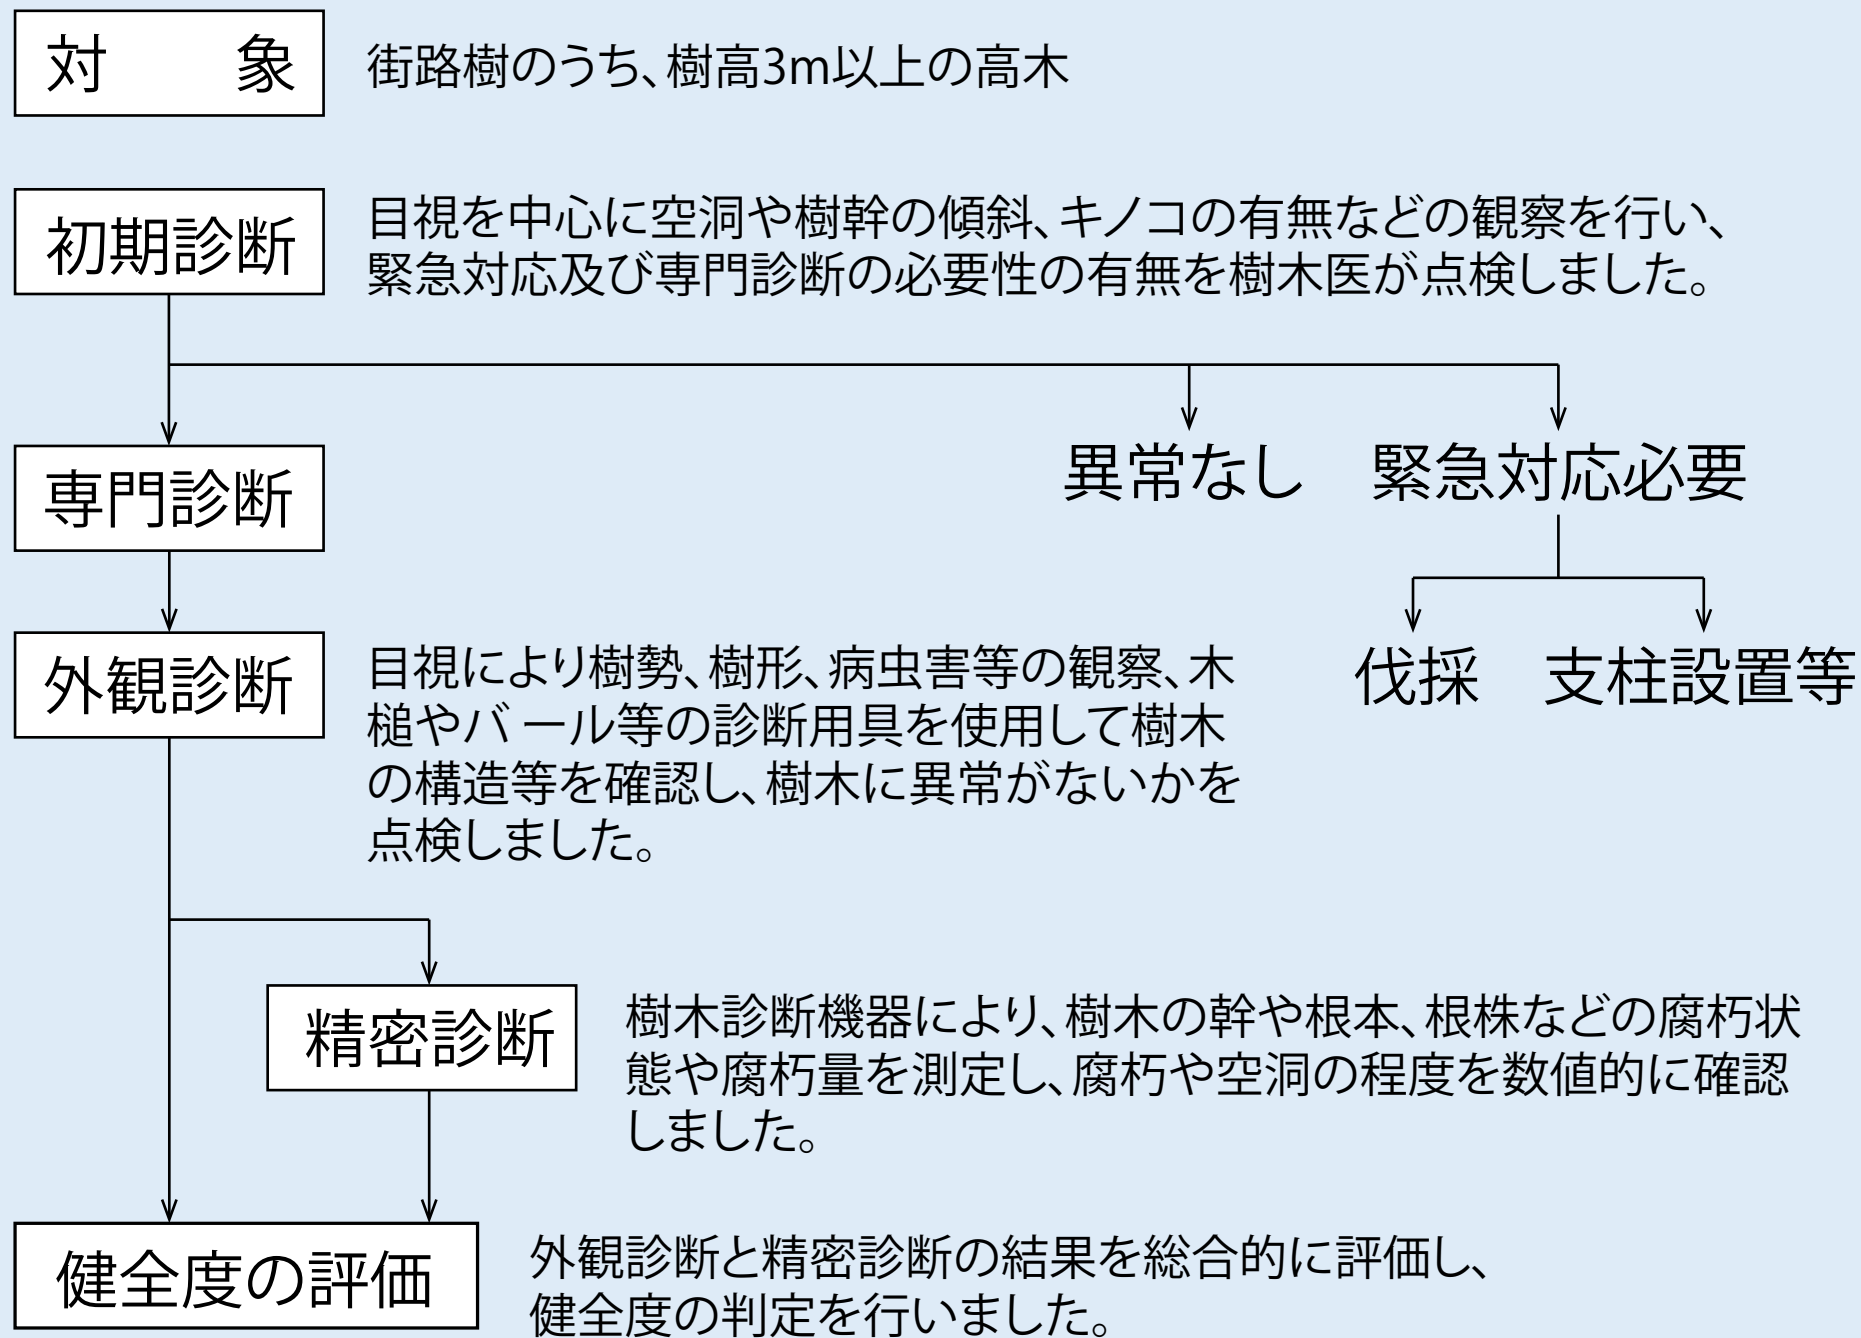 対　　象
街路樹のうち、樹高3m以上の高木
初期診断
目視を中心に空洞や樹幹の傾斜、キノコの有無などの観察を行い、
緊急対応及び専門診断の必要性の有無を樹木医が点検しました。
専門診断
異常なし
緊急対応必要
伐採
支柱設置等
外観診断
目視により樹勢、樹形、病虫害等の観察、木
槌やバール等の診断用具を使用して樹木
の構造等を確認し、樹木に異常がないかを
点検しました。
精密診断
樹木診断機器により、樹木の幹や根本、根株などの腐朽状
態や腐朽量を測定し、腐朽や空洞の程度を数値的に確認
しました。
健全度の評価
外観診断と精密診断の結果を総合的に評価し、
健全度の判定を行いました。